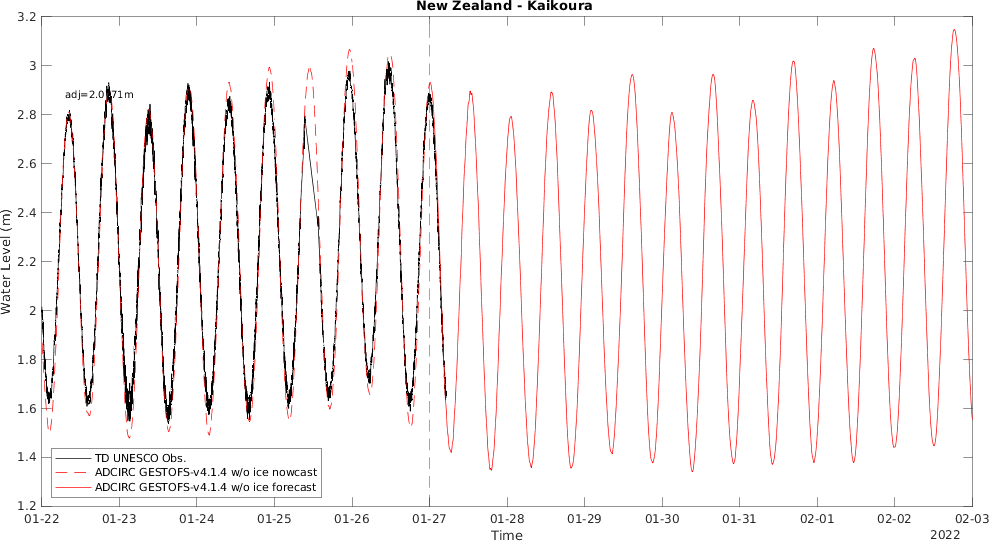 New Zealand - Kaikoura
3.2
3
2.8
2.6
2.4
2.2
2
1.8
1.6
1.4
1.2
Water Level (m)
TD UNESCO Obs.
ADCIRC GESTOFS-v4.1.4 w/o ice nowcast
ADCIRC GESTOFS-v4.1.4 w/o ice forecast
01-22 01-23 01-24 01-25 01-26 01-27 01-28 01-29 01-30 01-31 02-01 02-02 02-03
Time
2022